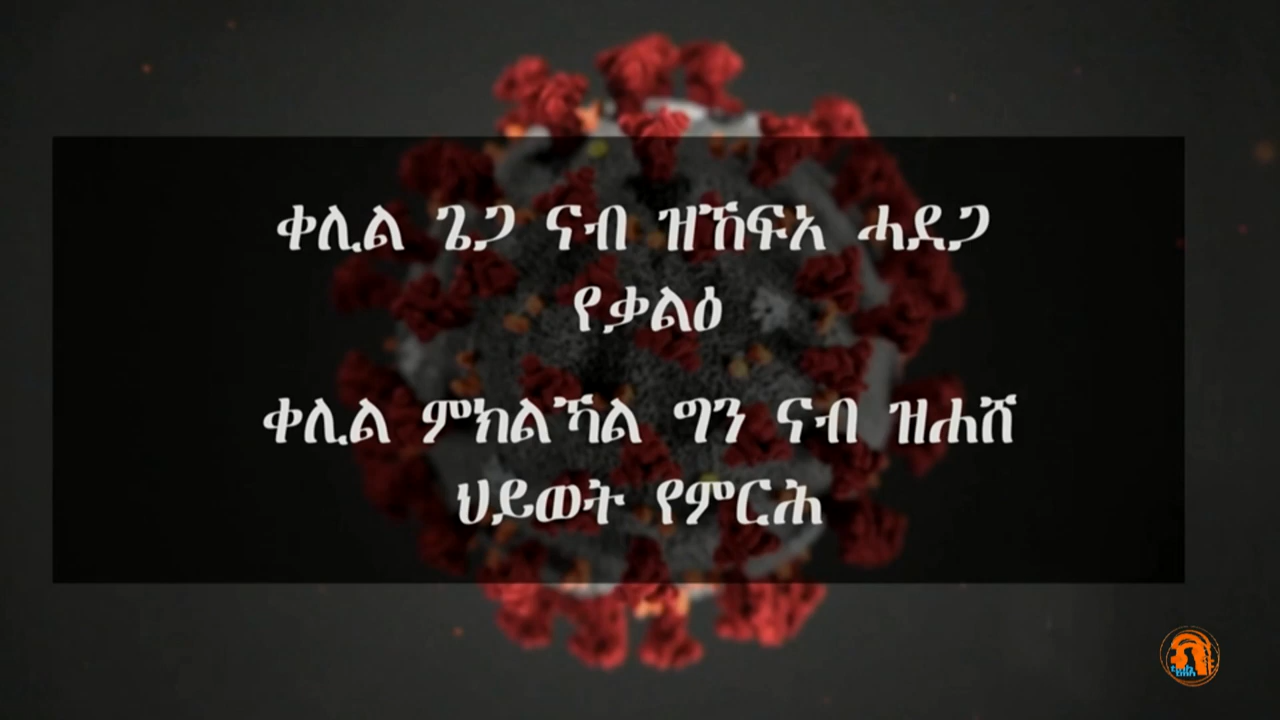 ቀሊል ጌጋ ናብ ዝኸፍአ ሓደጋ
የቃልዕ
ቀሊል ምክልኻል ግን ናብ ዝሐሸ
ህይወት የምርሕ